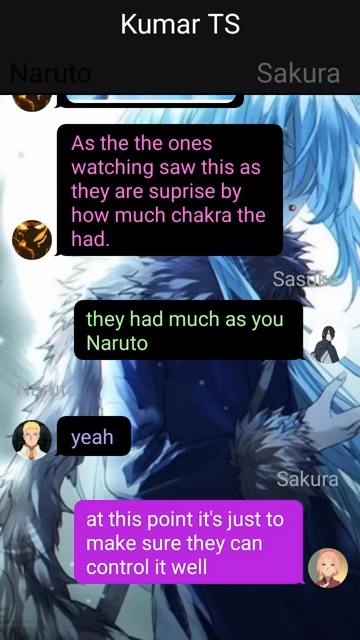 Kumar TS
Naruto
Sakura
As the the ones
watching saw this as
they are suprise by
how much chakra the
had.
Sasuke
they had much as you
Naruto
Naruto
yeah
Sakura
at this point it's just to
make sure they can
control it well